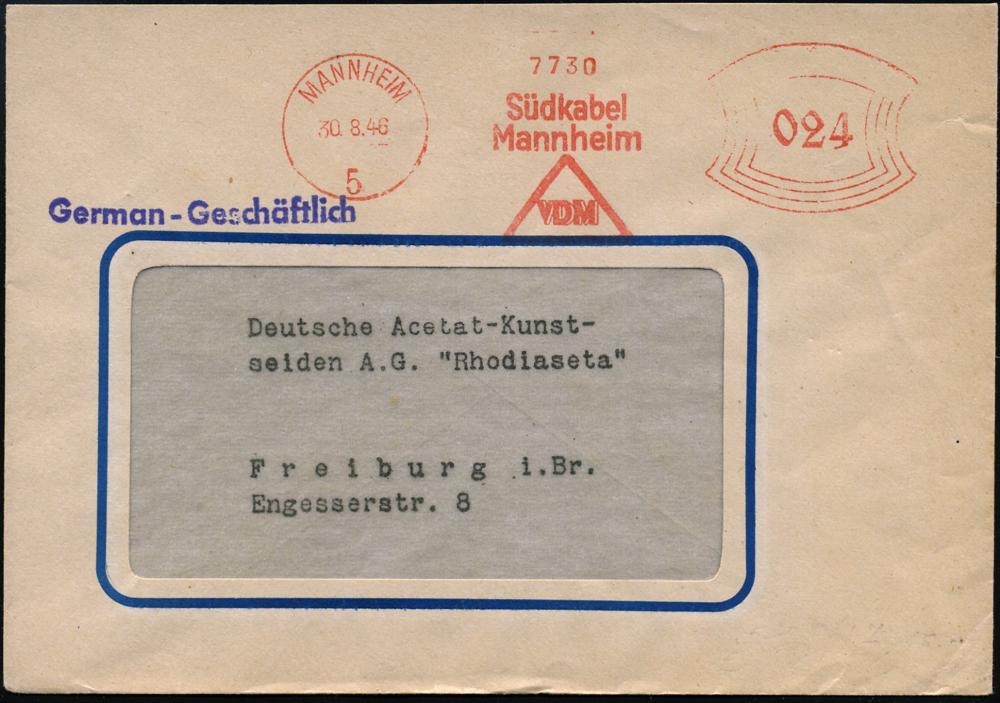 MANNHEIM
30.8.46
5
7730
Südkabel
Mannheim
VDM
024
German-Geschäftlich
Deutsche Acetat-Kunst-
seiden A.G. "Rhodiaseta"
Freiburg i.Br.
Engesserstr. 8